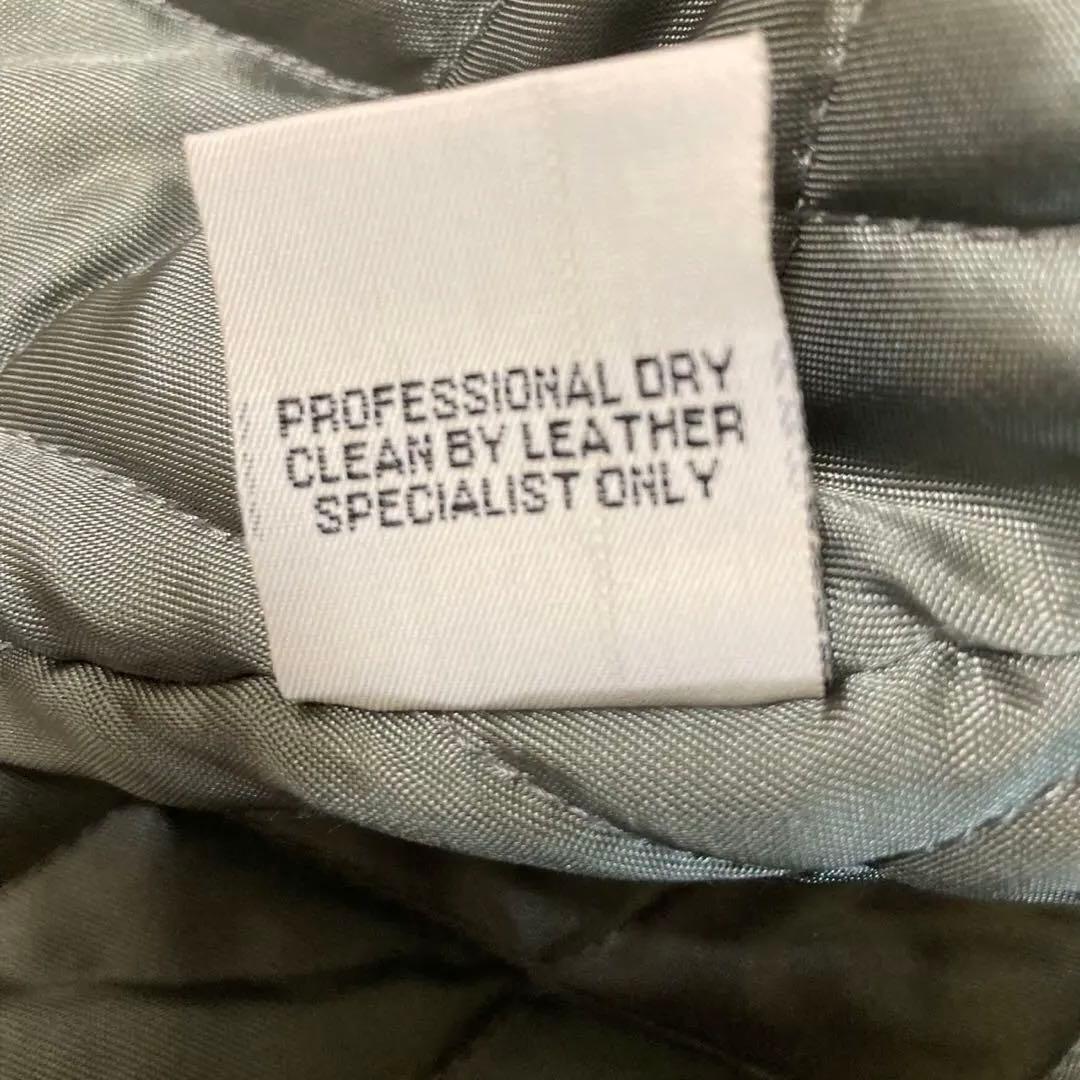 PROFESSIONAL DRY
CLEAN BY LEATHER
SPECIALIST ONLY